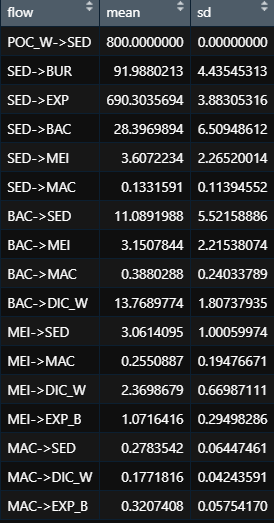 flow mean sd
POC_W->SED 800.0000000 0.00000000
SED->BUR 91.9880213 4.43545313
SED->EXP 690.3035694 3.88305316
SED->BAC 28.3969894 6.50948612
SED->MEI 3.6072234 2.26520014
SED->MAC 0.1331591 0.11394552
BAC->SED 11.0891988 5.52158886
BAC->MEI 3.1507844 2.21538074
BAC->MAC 0.3880288 0.24033789
BAC->DIC_W 13.7689774 1.80737935
MEI->SED 3.0614095 1.00059974
MEI->MAC 0.2550887 0.19476671
MEI->DIC_W 2.3698679 0.66987111
MEI->EXP_B 1.0716416 0.29498286
MAC->SED 0.2783542 0.06447461
MAC->DIC_W 0.1771816 0.04243591
MAC->EXP_B 0.3207408 0.05754170